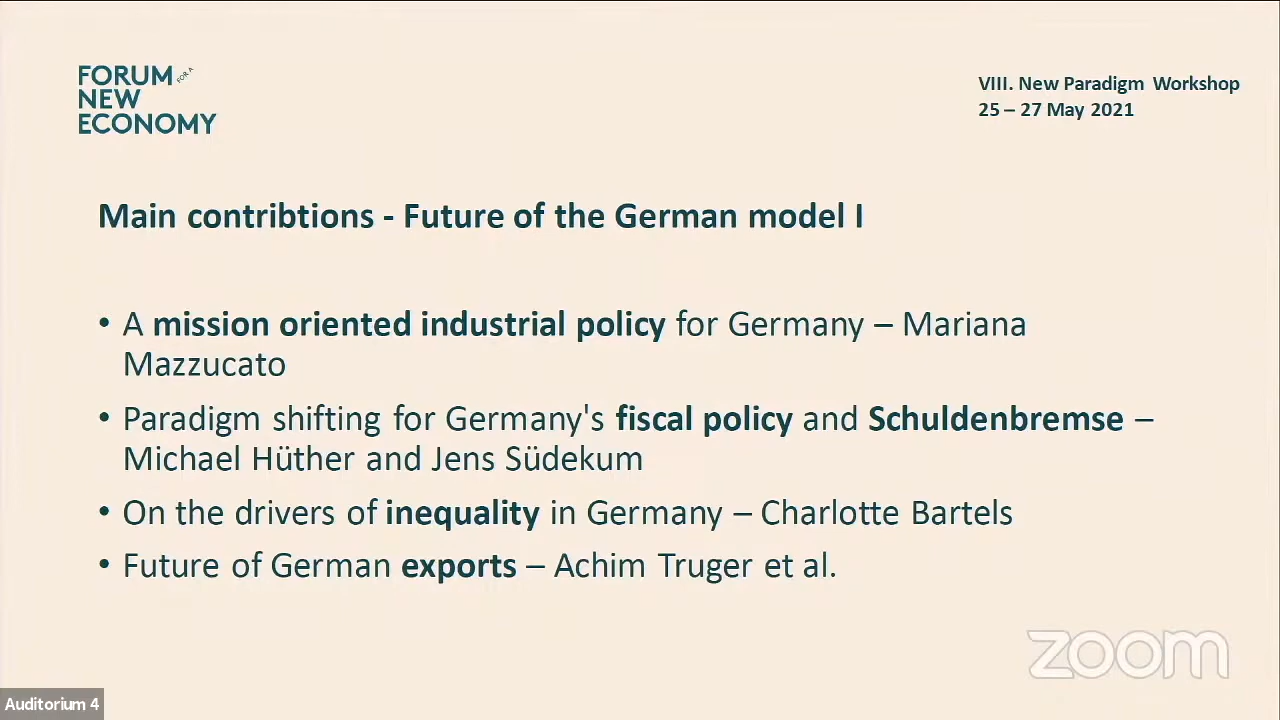 FORUM FOR A
NEW
ECONOMY
VIII. New Paradigm Workshop
25 – 27 May 2021
Main contribtions - Future of the German model I
• A mission oriented industrial policy for Germany – Mariana
Mazzucato
• Paradigm shifting for Germany's fiscal policy and Schuldenbremse –
Michael Hüther and Jens Südekum
• On the drivers of inequality in Germany – Charlotte Bartels
• Future of German exports – Achim Truger et al.
zoom
Auditorium 4